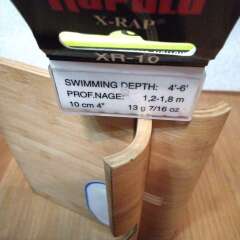 Rapala
X-RAP
XR-10
SWIMMING DEPTH: 4'-6'
PROF.NAGE: 1,2-1,8 m
10 cm 4" 13 g 7/16 oz